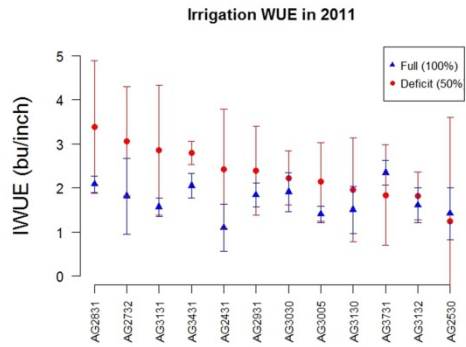 Irrigation WUE in 2011
Full (100%)
Deficit (50%
IWUE (bu/inch)
5
4
3
2
1
0
AG2831
AG2732
AG3131
AG3431
AG2431
AG2931
AG3030
AG3005
AG3130
AG3731
AG3132
AG2530